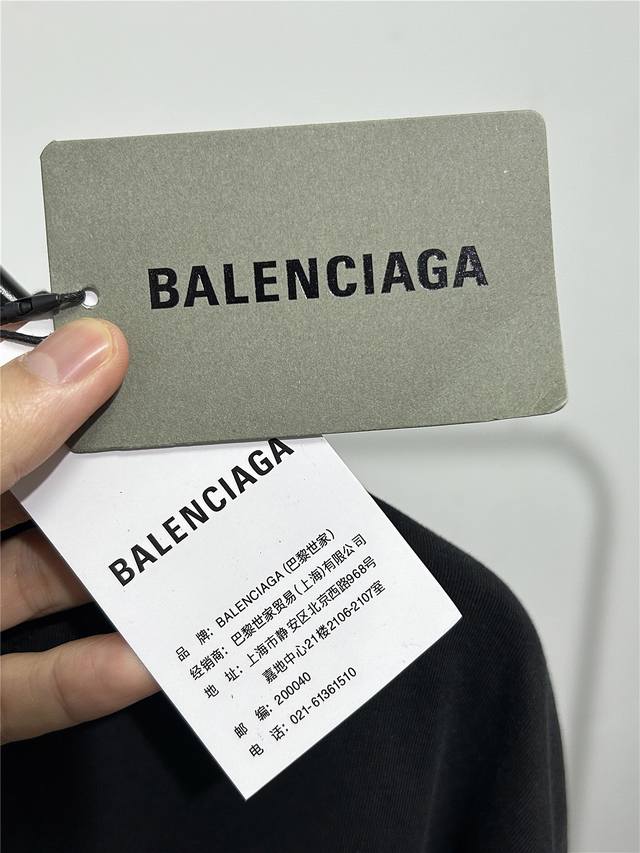 BALENCIAGA
BALENCIAGA
品 牌：BALENCIAGA (巴黎世家)
经销商：巴黎世家贸易(上海)有限公司
地 址：上海市静安区北京西路968号
嘉地中心21楼2106-2107室
邮 编：200040
电 话：021-61361510